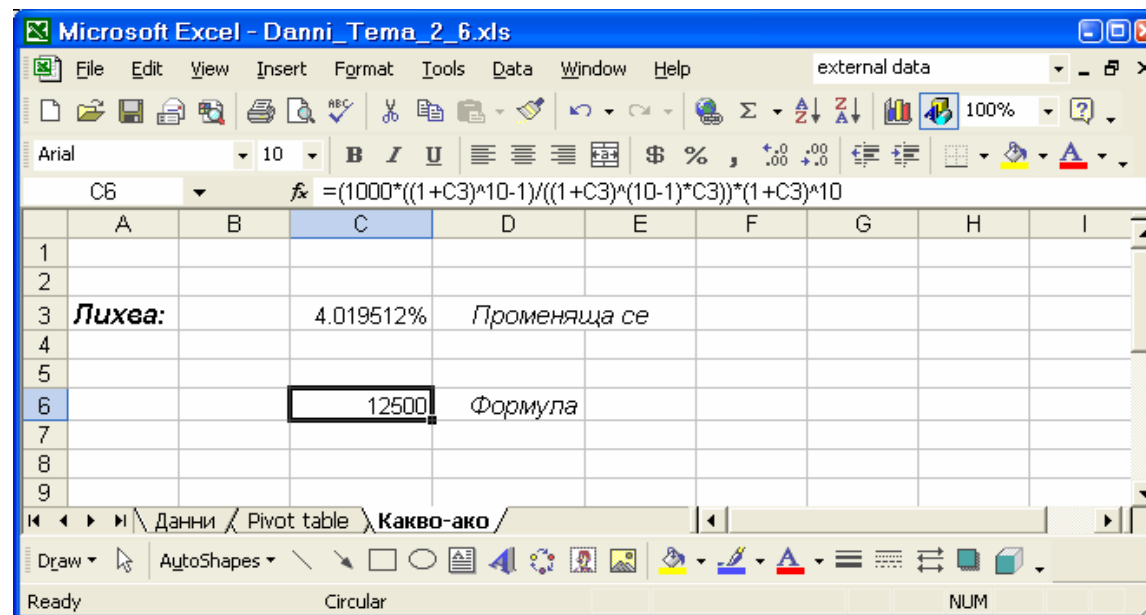 Microsoft Excel - Danni_Tema_2_6.xls
File Edit View Insert Format Tools Data Window Help external data
ABC Σ A Z Z A 100% ?
Arial 10 B I U $ % , .00 .00
C6 fx =(1000*((1+C3)^10-1)/((1+C3)^(10-1)*C3))*(1+C3)^10
A B C D E F G H I
1
2
3 Лихва: 4.019512% Променяща се
4
5
6 12500 Формула
7
8
9
Данни Pivot table Какво-ако
Draw AutoShapes A A
Ready Circular NUM